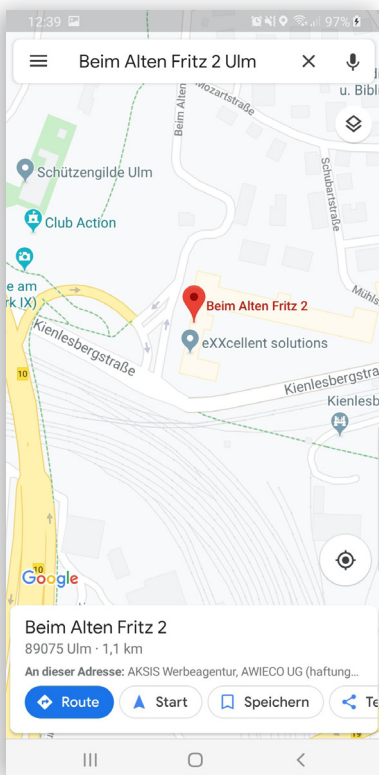 12:39 97%
Beim Alten Fritz 2 Ulm
Mozartstraße
u. Bibl
Beim Alten
Schubartstraße
Schützengilde Ulm
Club Action
e am
rk IX)
Mühls
Beim Alten Fritz 2
eXXcellent solutions
Kienlesbergstraße
10
Kienlesbergstra
Kienlesb
10
Google
Beim Alten Fritz 2
89075 Ulm · 1,1 km
An dieser Adresse: AKSIS Werbeagentur, AWIECO UG (haftung...
Route Start Speichern Te